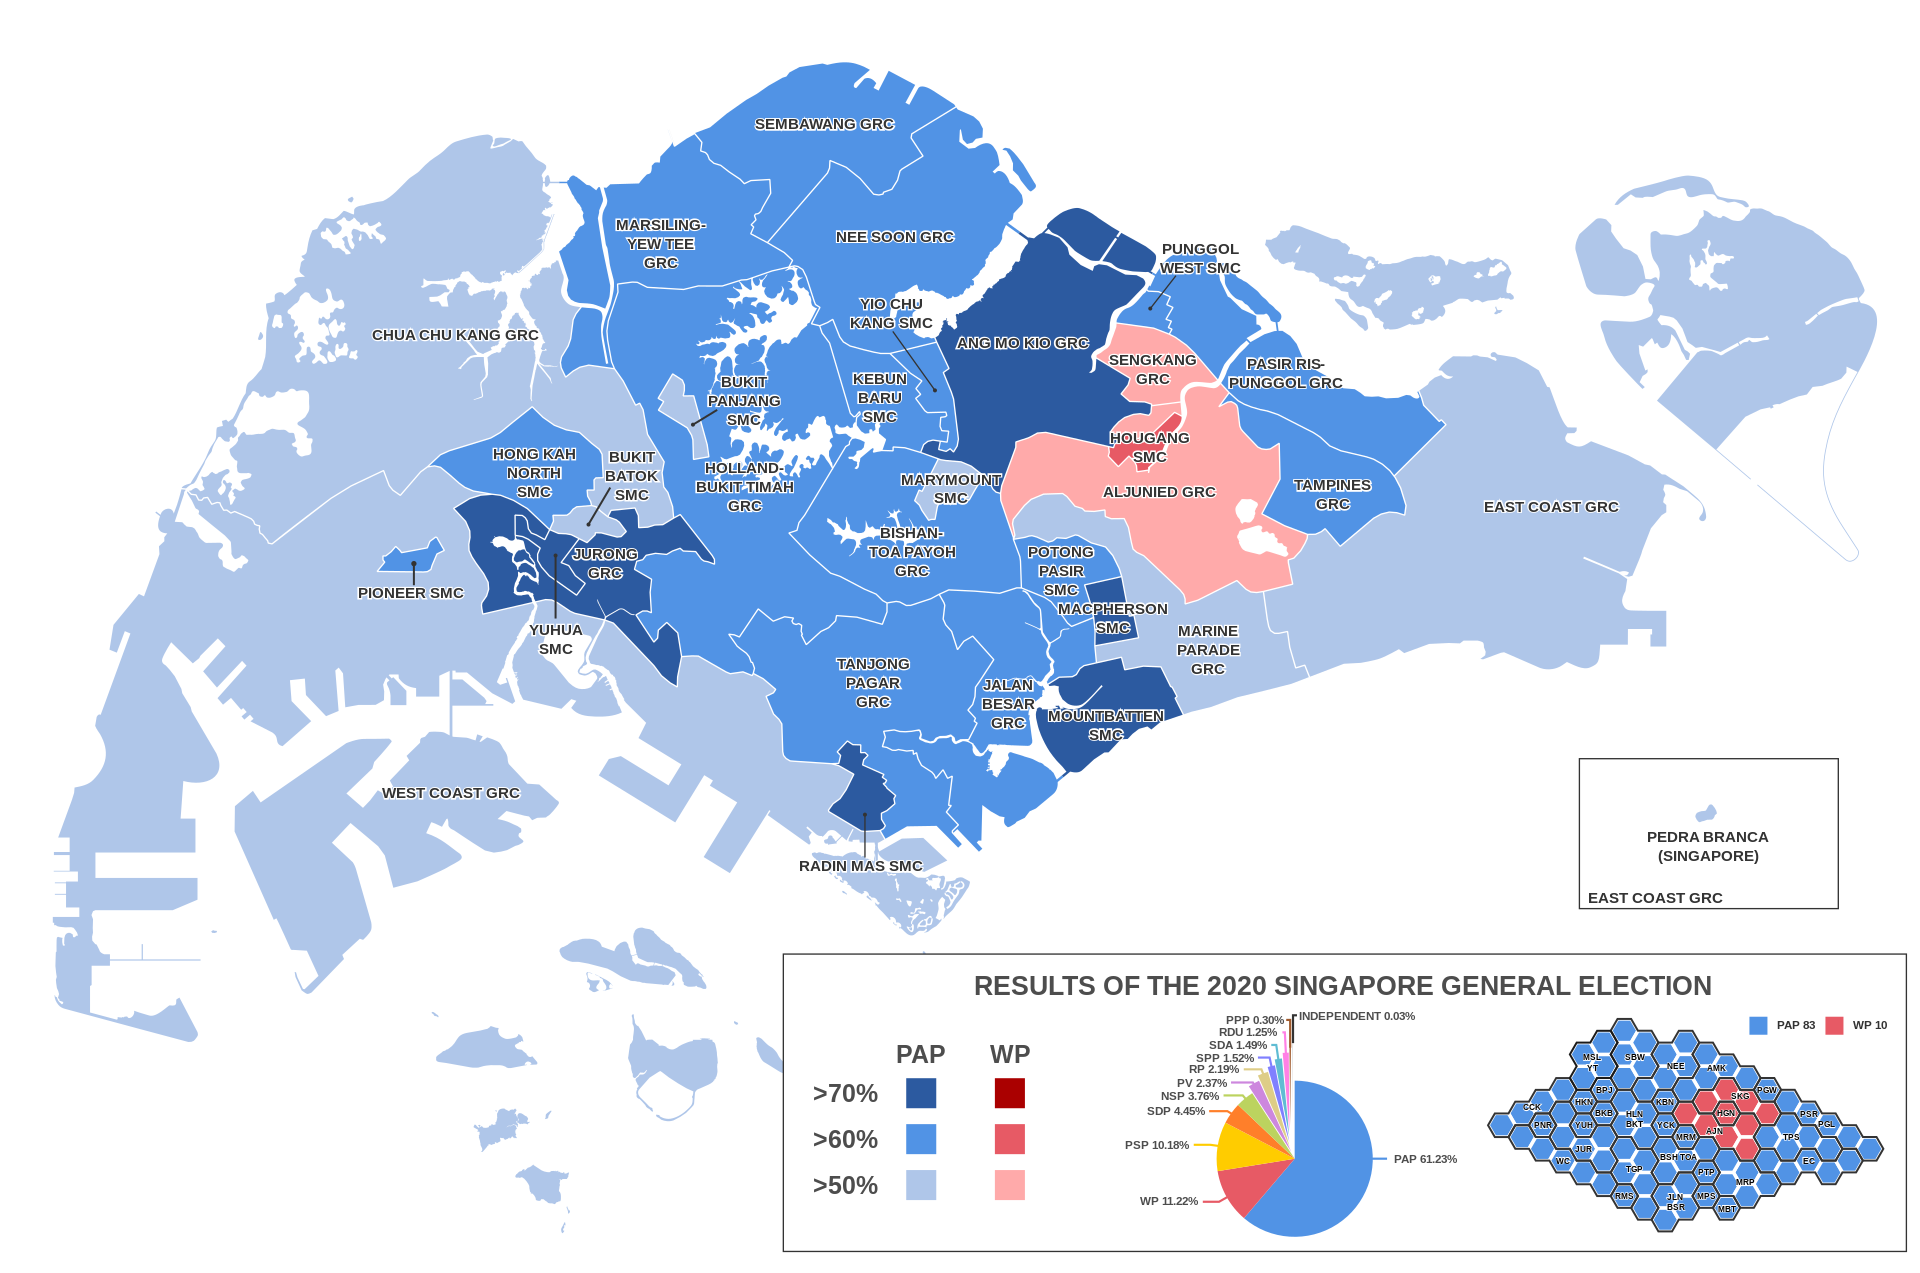 SEMBAWANG GRC
MARSILING-
YEW TEE
GRC
NEE SOON GRC
PUNGGOL
WEST SMC
YIO CHU
KANG SMC
CHUA CHU KANG GRC
ANG MO KIO GRC
SENGKANG
GRC
PASIR RIS-
PUNGGOL GRC
BUKIT
PANJANG
SMC
KEBUN
BARU
SMC
HONG KAH
NORTH
SMC
BUKIT
BATOK
SMC
HOLLAND-
BUKIT TIMAH
GRC
MARYMOUNT
SMC
HOUGANG
SMC
ALJUNIED GRC
TAMPINES
GRC
EAST COAST GRC
JURONG
GRC
BISHAN-
TOA PAYOH
GRC
POTONG
PASIR
SMC
PIONEER SMC
YUHUA
SMC
MACPHERSON
SMC
MARINE
PARADE
GRC
TANJONG
PAGAR
GRC
JALAN
BESAR
GRC
MOUNTBATTEN
SMC
WEST COAST GRC
RADIN MAS SMC
PEDRA BRANCA
(SINGAPORE)
EAST COAST GRC
RESULTS OF THE 2020 SINGAPORE GENERAL ELECTION
PAP WP
>70%
>60%
>50%
INDEPENDENT 0.03%
PPP 0.30%
RDU 1.25%
SDA 1.49%
SPP 1.52%
RP 2.19%
PV 2.37%
NSP 3.76%
SDP 4.45%
PSP 10.18%
WP 11.22%
PAP 61.23%
PAP 83 WP 10
MSL
YT
SBW
NEE
AMK
CCK
HKN
BPJ
BKB
KBN
SKG
PGW
HGN
PSR
PGL
PNR
YUH
HLN
BKT
YCK
MRM
AJN
TPS
WC
JUR
TGP
BSH TOA
PTP
MRP
EC
RMS
JLN
BSR
MPS
MBT